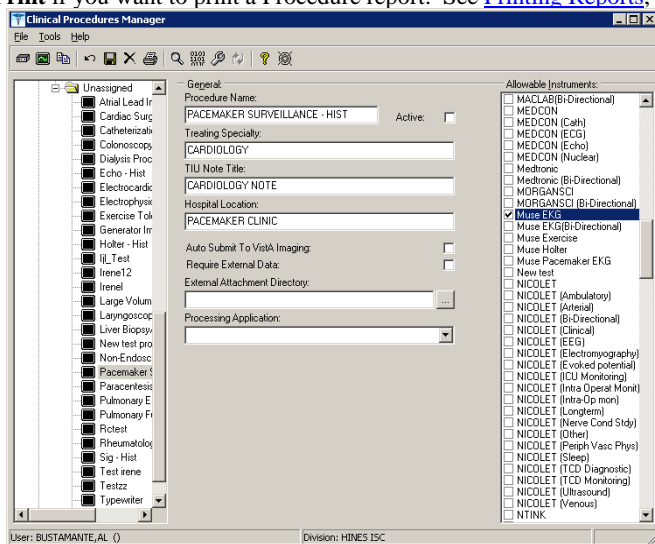 Hint if you want to print a Procedure report? See Printing Reports,
Clinical Procedures Manager
File Tools Help
Unassigned
Atrial Lead Ir
Cardiac Surg
Catheterizati
Colonoscopy
Dialysis Proc
Echo - Hist
Electrocardic
Electrophysic
Exercise Tole
Generator Im
Holter - Hist
Ijl_Test
Irene12
Irenel
Large Volum
Laryngoscop
Liver Biopsy
New test pro
Non-Endosc
Pacemaker S
Paracentesis
Pulmonary E
Pulmonary Fu
Rctest
Rheumatolog
Sig - Hist
Test irene
Testzz
Typewriter
General:
Procedure Name:
PACEMAKER SURVEILLANCE - HIST
Active:
Treating Specialty:
CARDIOLOGY
TIU Note Title:
CARDIOLOGY NOTE
Hospital Location:
PACEMAKER CLINIC
Auto Submit To VistA Imaging:
Require External Data:
External Attachment Directory:
...
Processing Application:
Allowable Instruments:
MACLAB(Bi-Directional)
MEDCON
MEDCON (Cath)
MEDCON (ECG)
MEDCON (Echo)
MEDCON (Nuclear)
Medtronic
Medtronic (Bi-Directional)
MORGANSCI
MORGANSCI (Bi-Directional)
Muse EKG
Muse EKG(Bi-Directional)
Muse Exercise
Muse Holter
Muse Pacemaker EKG
New test
NICOLET
NICOLET (Ambulatory)
NICOLET (Arterial)
NICOLET (Bi-Directional)
NICOLET (Clinical)
NICOLET (EEG)
NICOLET (Electromyography)
NICOLET (Evoked potential)
NICOLET (ICU Monitoring)
NICOLET (Intra Operat Monit)
NICOLET (Intra-Op mon)
NICOLET (Longterm)
NICOLET (Nerve Cond Stdy)
NICOLET (Other)
NICOLET (Periph Vasc Phys)
NICOLET (Sleep)
NICOLET (TCD Diagnostic)
NICOLET (TCD Monitoring)
NICOLET (Ultrasound)
NICOLET (Venous)
NTINK
User: BUSTAMANTE,AL ()
Division: HINES ISC